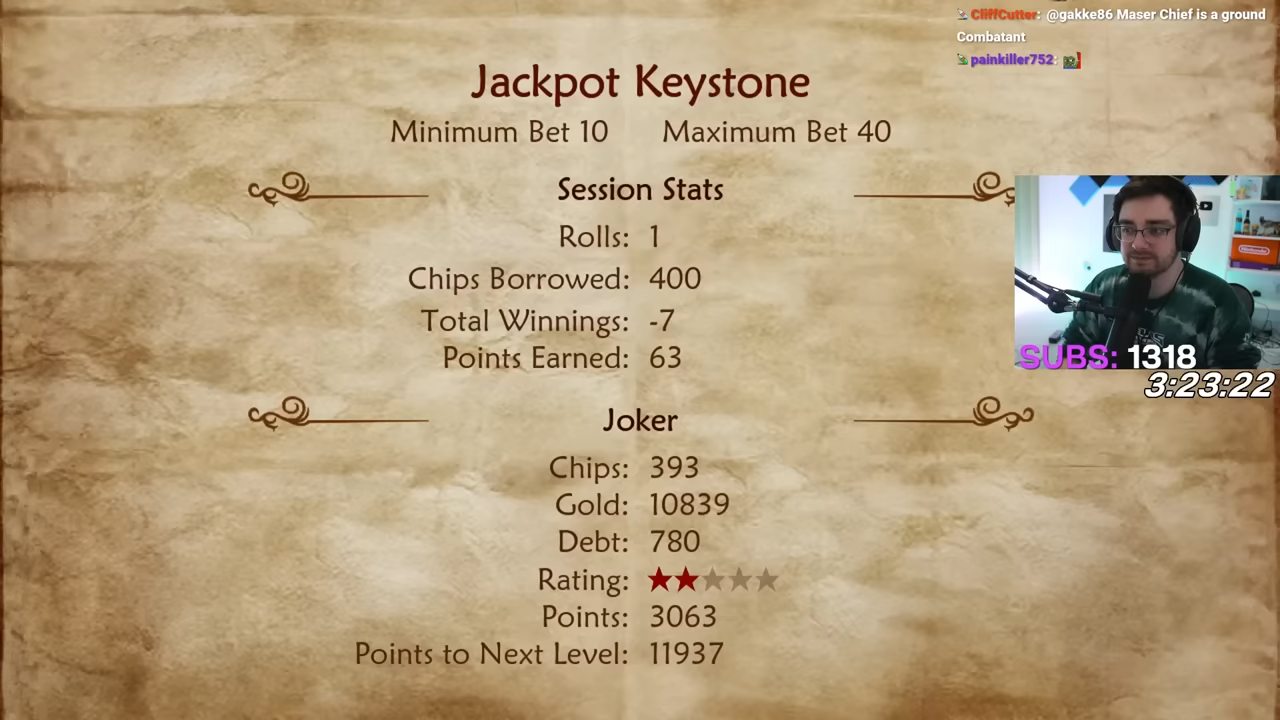 CliffCutter: @gakke86 Maser Chief is a ground
Combatant
painkiller752:
Jackpot Keystone
Minimum Bet 10 Maximum Bet 40
Session Stats
Rolls: 1
Chips Borrowed: 400
Total Winnings: -7
Points Earned: 63
Nintendo
SUBS: 1318
3:23:22
Joker
Chips: 393
Gold: 10839
Debt: 780
Rating:
Points: 3063
Points to Next Level: 11937